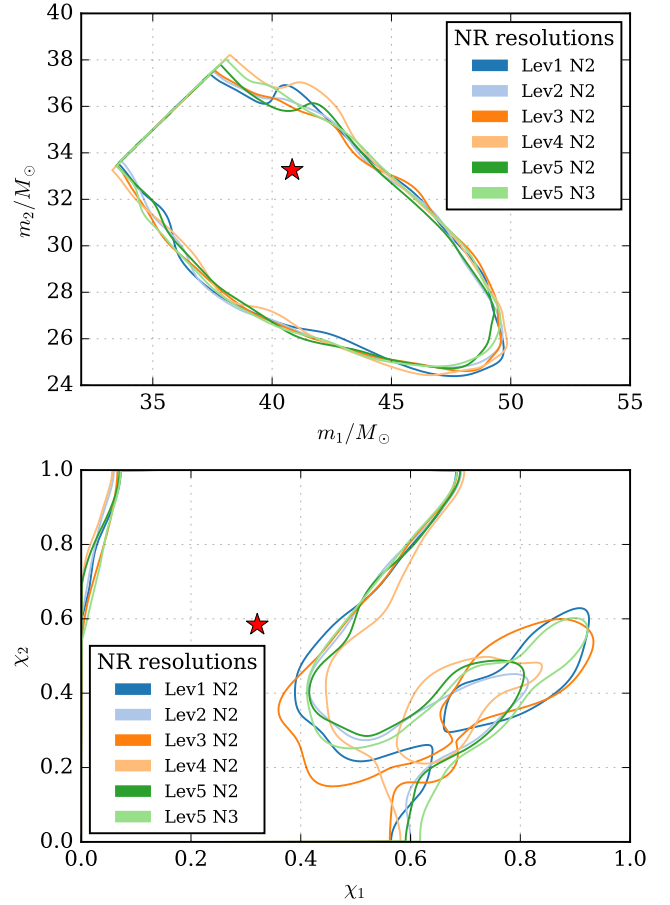 40
38
36
34
32
30
28
26
24
m₂/M⊙
NR resolutions
Lev1 N2
Lev2 N2
Lev3 N2
Lev4 N2
Lev5 N2
Lev5 N3
35 40 45 50 55
m₁/M⊙
1.0
0.8
0.6
0.4
0.2
0.0
χ₂
NR resolutions
Lev1 N2
Lev2 N2
Lev3 N2
Lev4 N2
Lev5 N2
Lev5 N3
0.0 0.2 0.4 0.6 0.8 1.0
χ₁